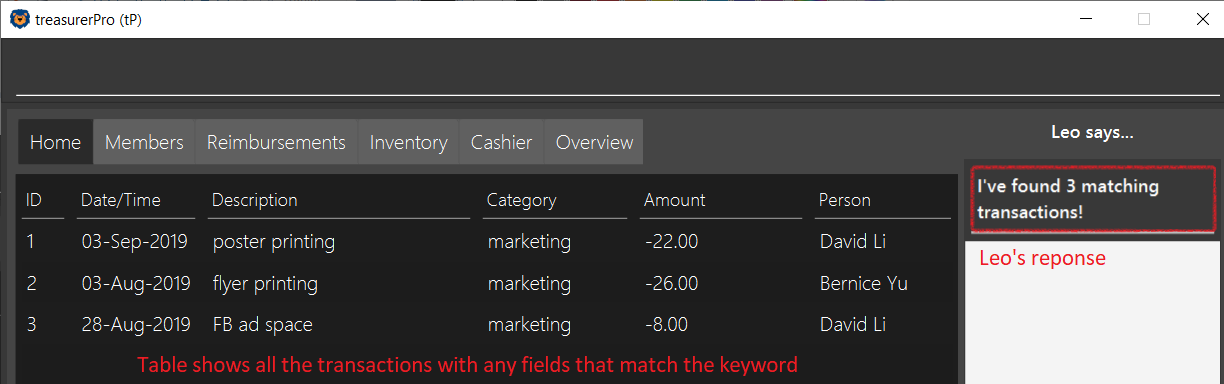 treasurerPro (tP)
Home Members Reimbursements Inventory Cashier Overview
Leo says...
I've found 3 matching
transactions!
Leo's reponse
ID Date/Time Description Category Amount Person
1 03-Sep-2019 poster printing marketing -22.00 David Li
2 03-Aug-2019 flyer printing marketing -26.00 Bernice Yu
3 28-Aug-2019 FB ad space marketing -8.00 David Li
Table shows all the transactions with any fields that match the keyword